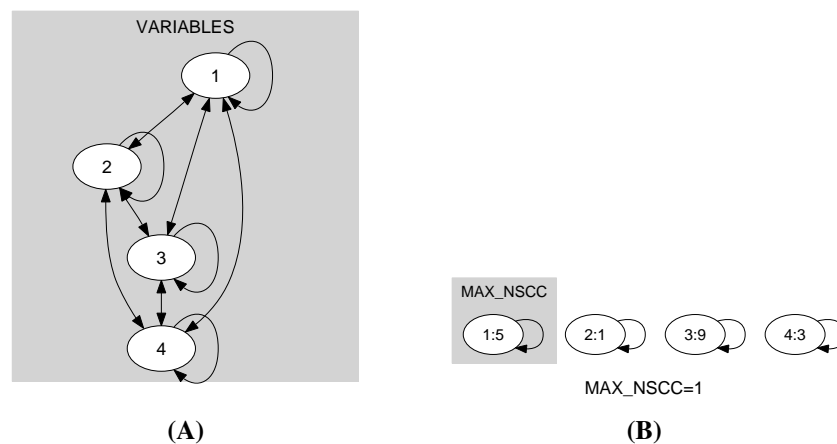 VARIABLES
1
2
3
4
MAX_NSCC
1:5 2:1 3:9 4:3
MAX_NSCC=1
(A) (B)